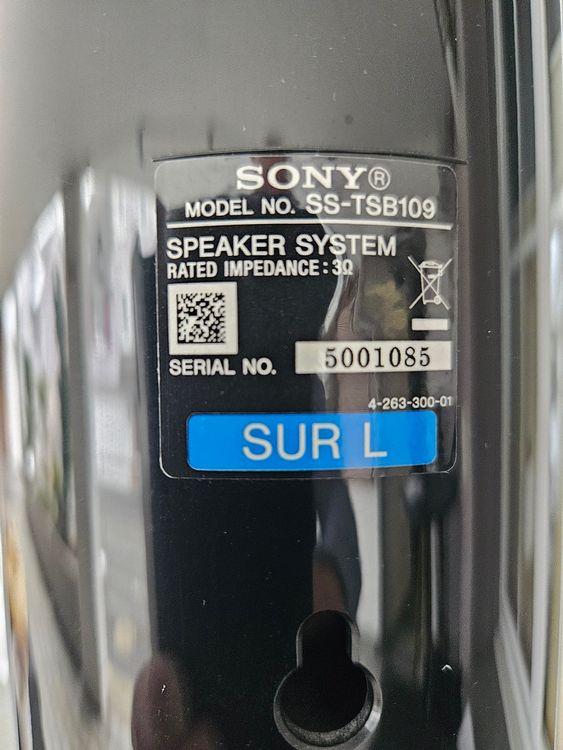 SONY®
MODEL NO. SS-TSB109
SPEAKER SYSTEM
RATED IMPEDANCE : 3Ω
SERIAL NO. 5001085
4-263-300-01
SUR L